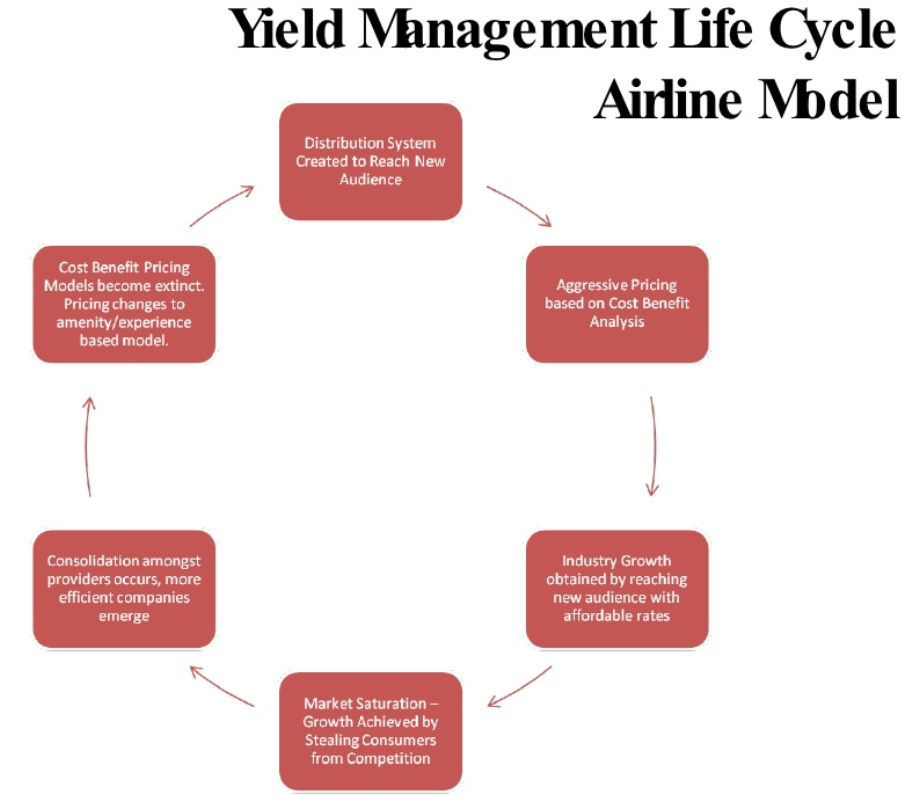 Yield Management Life Cycle
Airline Model
Distribution System
Created to Reach New
Audience
Aggressive Pricing
based on Cost Benefit
Analysis
Industry Growth
obtained by reaching
new audience with
affordable rates
Market Saturation –
Growth Achieved by
Stealing Consumers
from Competition
Consolidation amongst
providers occurs, more
efficient companies
emerge
Cost Benefit Pricing
Models become extinct.
Pricing changes to
amenity/experience
based model.